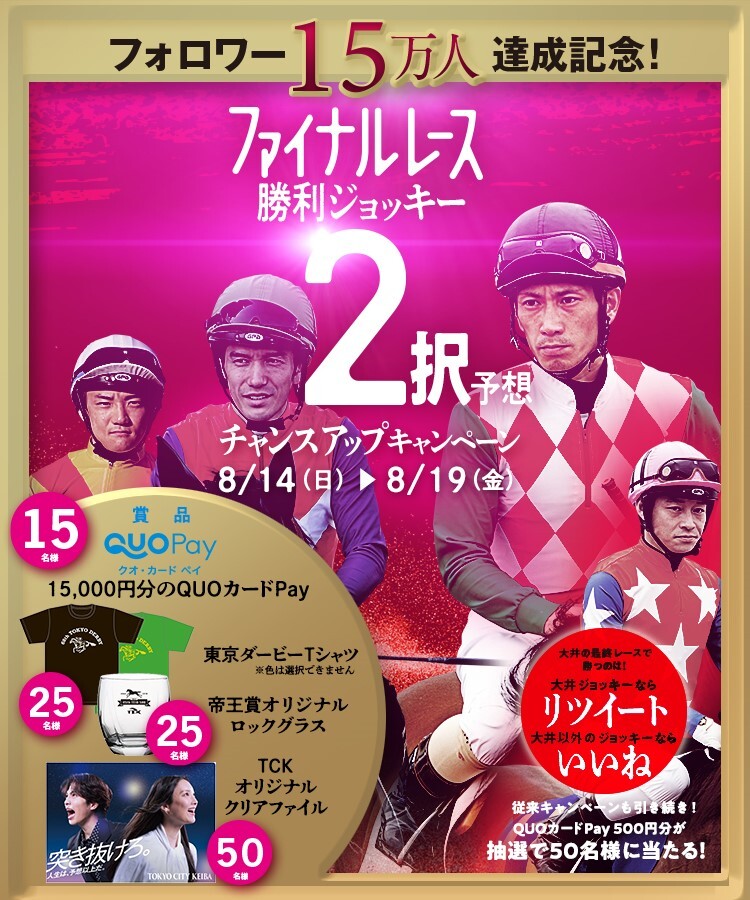 フォロワー15万人 達成記念!
ファイナルレース
勝利ジョッキー
2択予想
チャンスアップキャンペーン
8/14(日)▶8/19(金)
15名様
賞品
QUOPay
クオ・カード ペイ
15,000円分のQUOカードPay
東京ダービーTシャツ
※色は選択できません
25名様
帝王賞オリジナル
ロックグラス
25名様
TCK
オリジナル
クリアファイル
突き抜けろ。
人生は、予想以上だ。
TOKYO CITY KEIBA
50名様
大井の最終レースで
勝つのは!
大井ジョッキーなら
リツイート
大井以外のジョッキーなら
いいね
従来キャンペーンも引き続き!
QUOカードPay 500円分が
抽選で50名様に当たる!